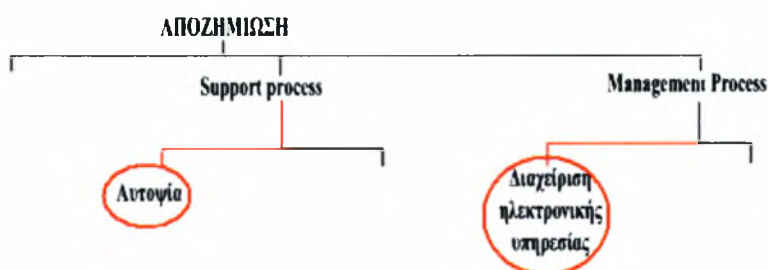 ΑΠΟΖΗΜΙΩΣΗ
Support process
Management Process
Αυτοψία
Διαχείριση
ηλεκτρονικής
υπηρεσίας